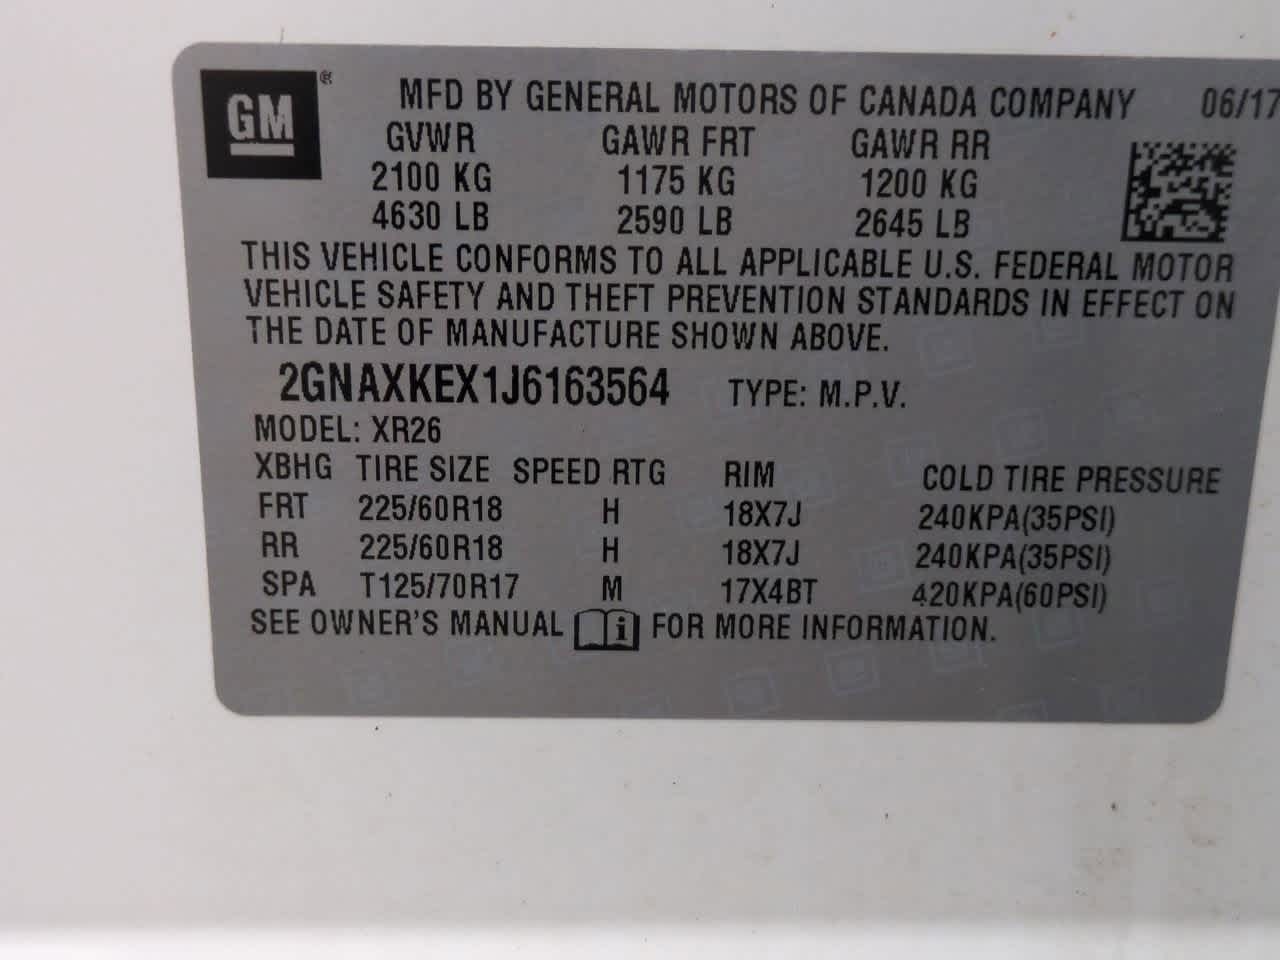 GM ®
MFD BY GENERAL MOTORS OF CANADA COMPANY 06/17
GVWR GAWR FRT GAWR RR
2100 KG 1175 KG 1200 KG
4630 LB 2590 LB 2645 LB
THIS VEHICLE CONFORMS TO ALL APPLICABLE U.S. FEDERAL MOTOR
VEHICLE SAFETY AND THEFT PREVENTION STANDARDS IN EFFECT ON
THE DATE OF MANUFACTURE SHOWN ABOVE.
2GNAXKEX1J6163564 TYPE: M.P.V.
MODEL: XR26
XBHG TIRE SIZE SPEED RTG RIM COLD TIRE PRESSURE
FRT 225/60R18 H 18X7J 240KPA(35PSI)
RR 225/60R18 H 18X7J 240KPA(35PSI)
SPA T125/70R17 M 17X4BT 420KPA(60PSI)
SEE OWNER'S MANUAL i FOR MORE INFORMATION.